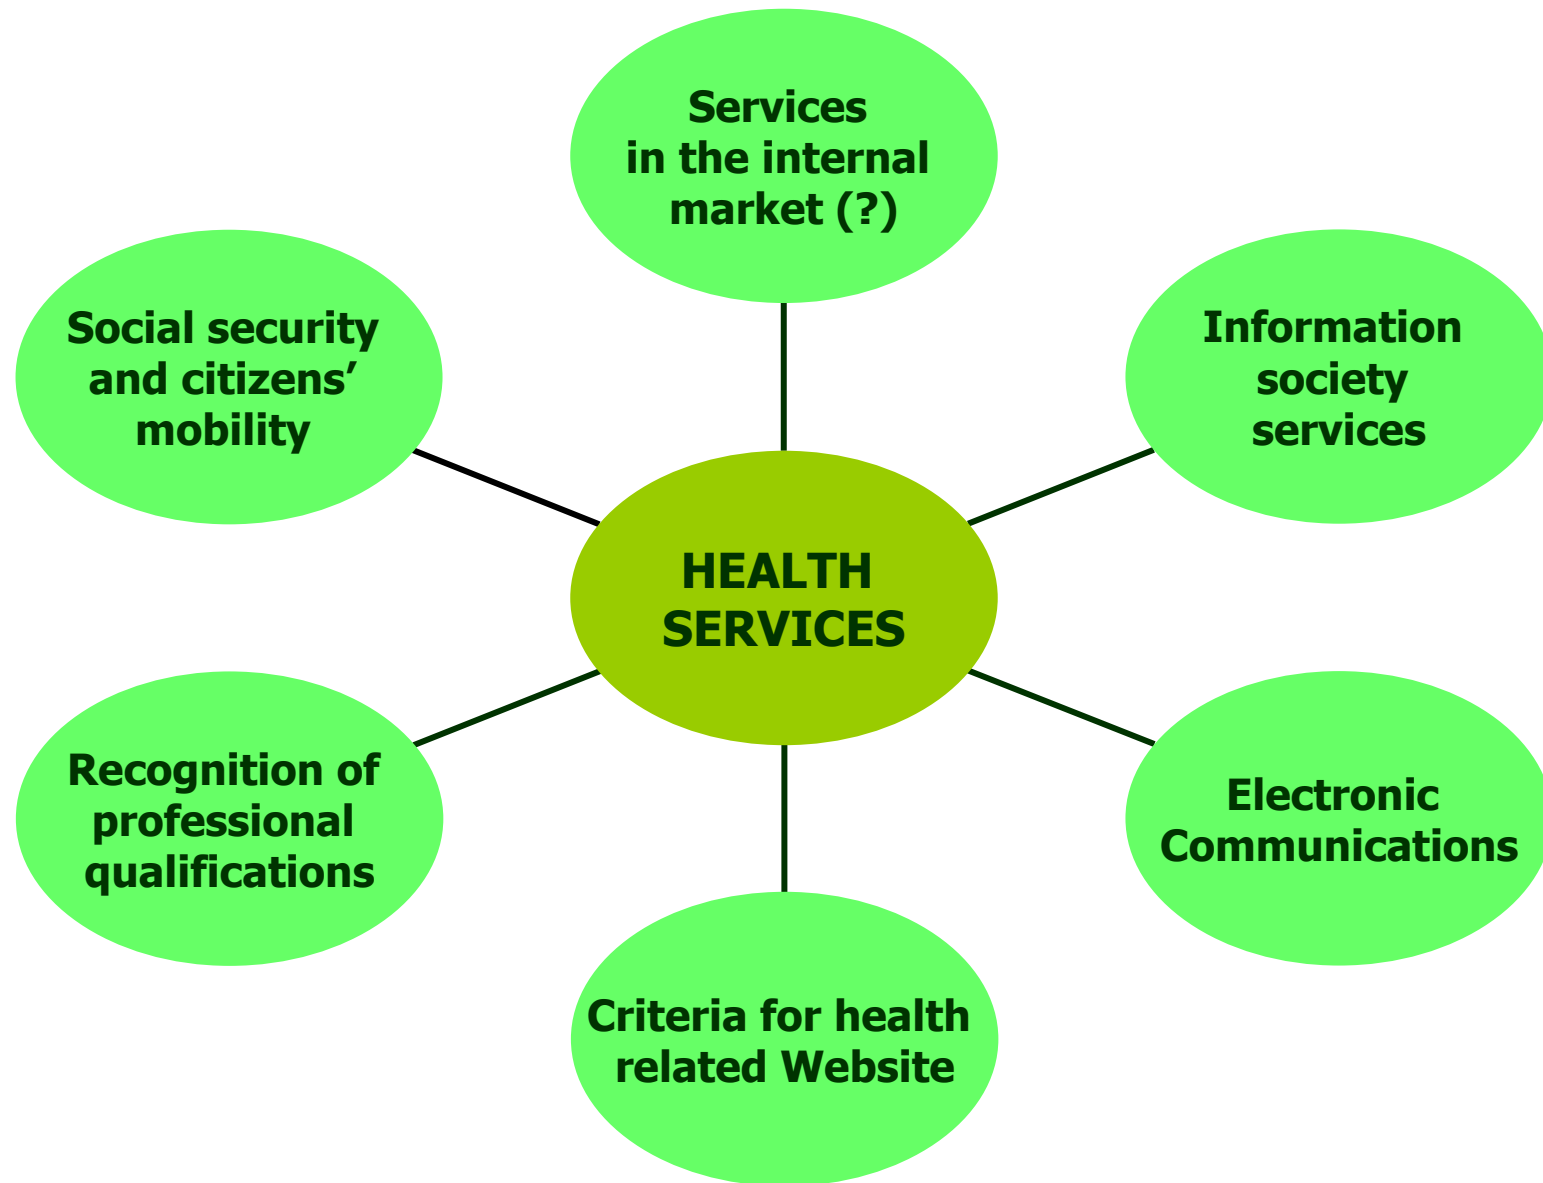 Services
in the internal
market (?)
Social security
and citizens’
mobility
Information
society
services
HEALTH
SERVICES
Recognition of
professional
qualifications
Electronic
Communications
Criteria for health
related Website